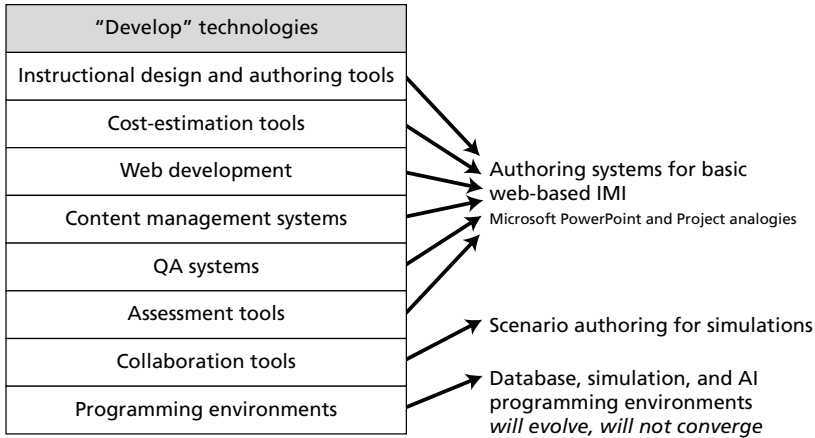 “Develop” technologies
Instructional design and authoring tools
Cost-estimation tools
Web development
Content management systems
QA systems
Assessment tools
Collaboration tools
Programming environments
Authoring systems for basic
web-based IMI
Microsoft PowerPoint and Project analogies
Scenario authoring for simulations
Database, simulation, and AI
programming environments
will evolve, will not converge